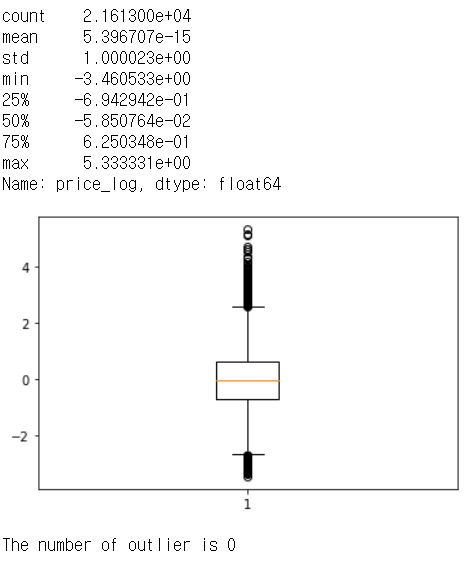 count 2.161300e+04
mean 5.396707e-15
std 1.000023e+00
min -3.460533e+00
25% -6.942942e-01
50% -5.850764e-02
75% 6.250348e-01
max 5.333331e+00
Name: price_log, dtype: float64
4
2
0
−2
1
The number of outlier is 0